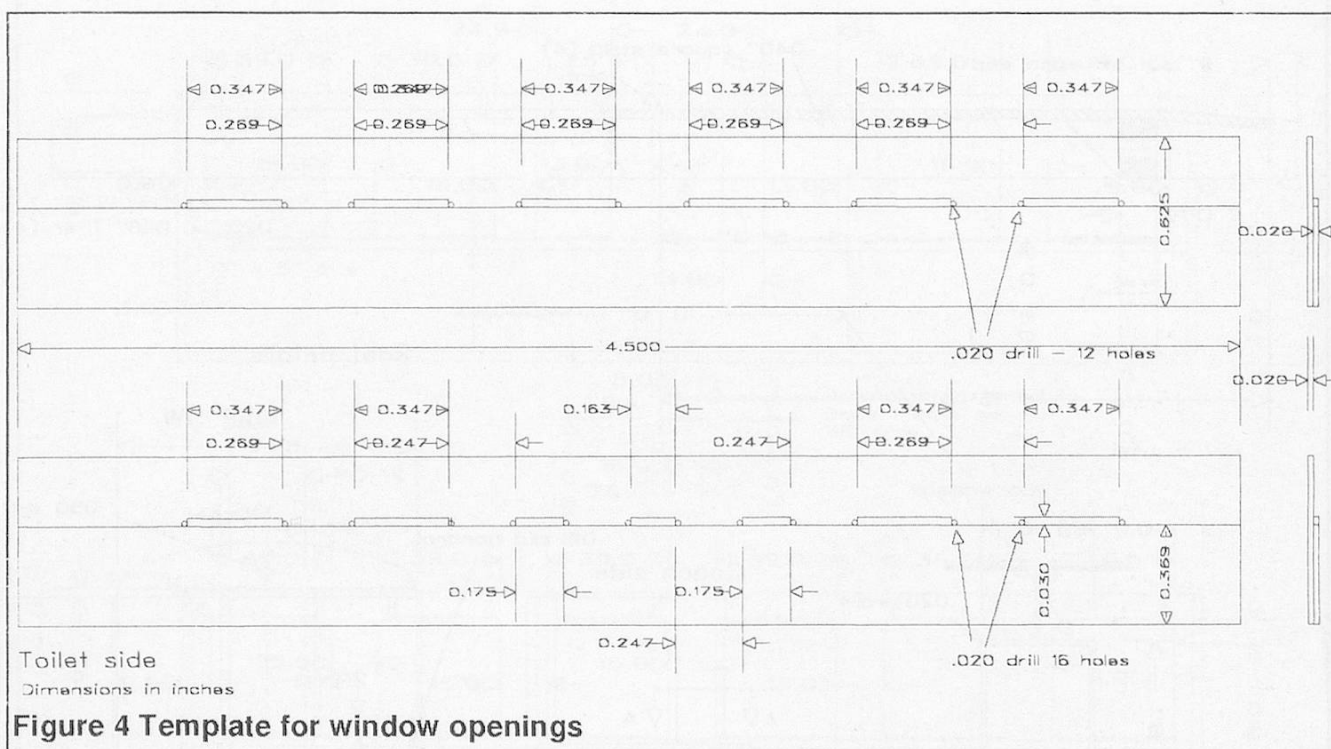 0.347 0.347 0.347 0.347 0.347
0.269 0.269 0.269 0.269 0.269
0.625
0.020
4.500
.020 drill - 12 holes
0.020
0.347 0.347 0.163 0.347 0.347
0.269 0.247 0.247 0.269
0.030
0.369
0.175 0.175
0.247
.020 drill 16 holes
Toilet side
Dimensions in inches
Figure 4 Template for window openings